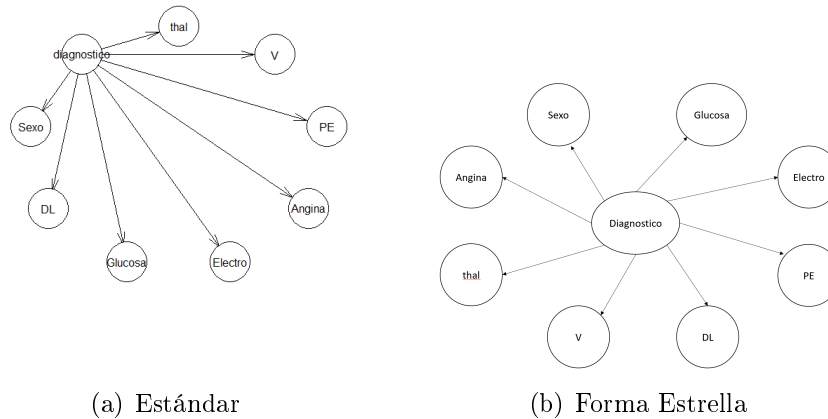 thal
diagnostico
V
Sexo
PE
DL
Angina
Glucosa
Electro
Sexo
Glucosa
Angina
Electro
Diagnostico
thal
PE
V
DL
(a) Estándar
(b) Forma Estrella